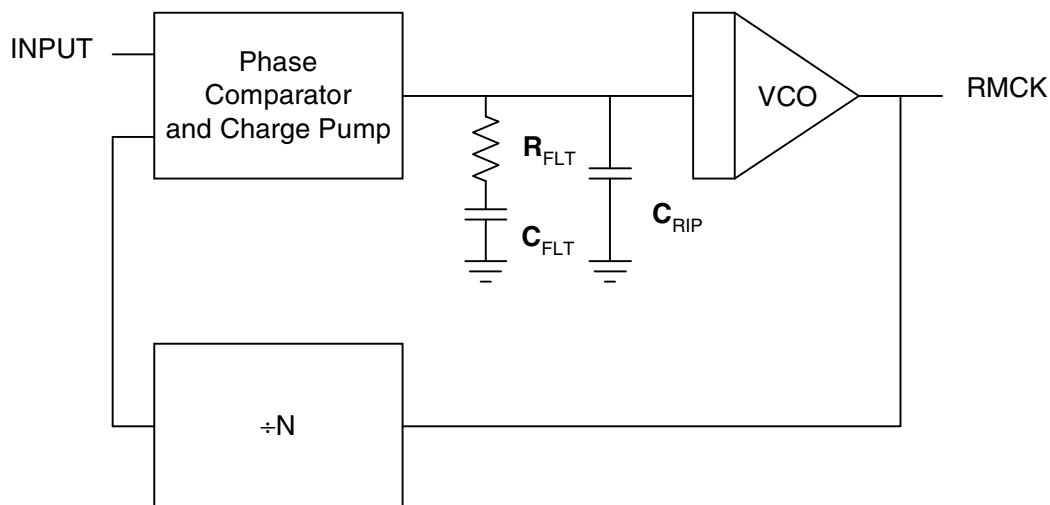 INPUT
Phase
Comparator
and Charge Pump
VCO
RMCK
RFLT
CFLT
CRIP
÷N